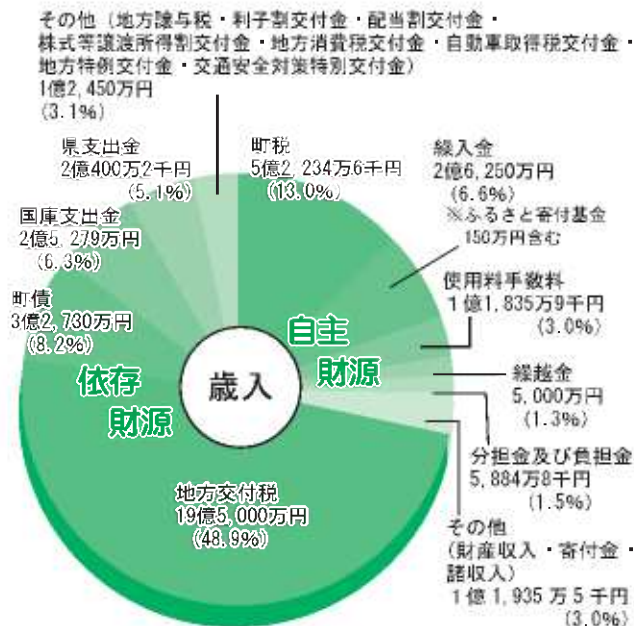 その他(地方譲与税・利子割交付金・配当割交付金・
株式等譲渡所得割交付金・地方消費税交付金・自動車取得税交付金・
地方特例交付金・交通安全対策特別交付金)
1億2,450万円
(3.1%)
県支出金
2億400万2千円
(5.1%)
町税
5億2,234万6千円
(13.0%)
繰入金
2億6,250万円
(6.6%)
※ふるさと寄付基金
150万円含む
国庫支出金
2億5,279万円
(6.3%)
使用料手数料
1億1,835万9千円
(3.0%)
町債
3億2,730万円
(8.2%)
自主
財源
歳入
依存
財源
繰越金
5,000万円
(1.3%)
分担金及び負担金
5,884万8千円
(1.5%)
地方交付税
19億5,000万円
(48.9%)
その他
(財産収入・寄付金・
諸収入)
1億1,935万5千円
(3.0%)